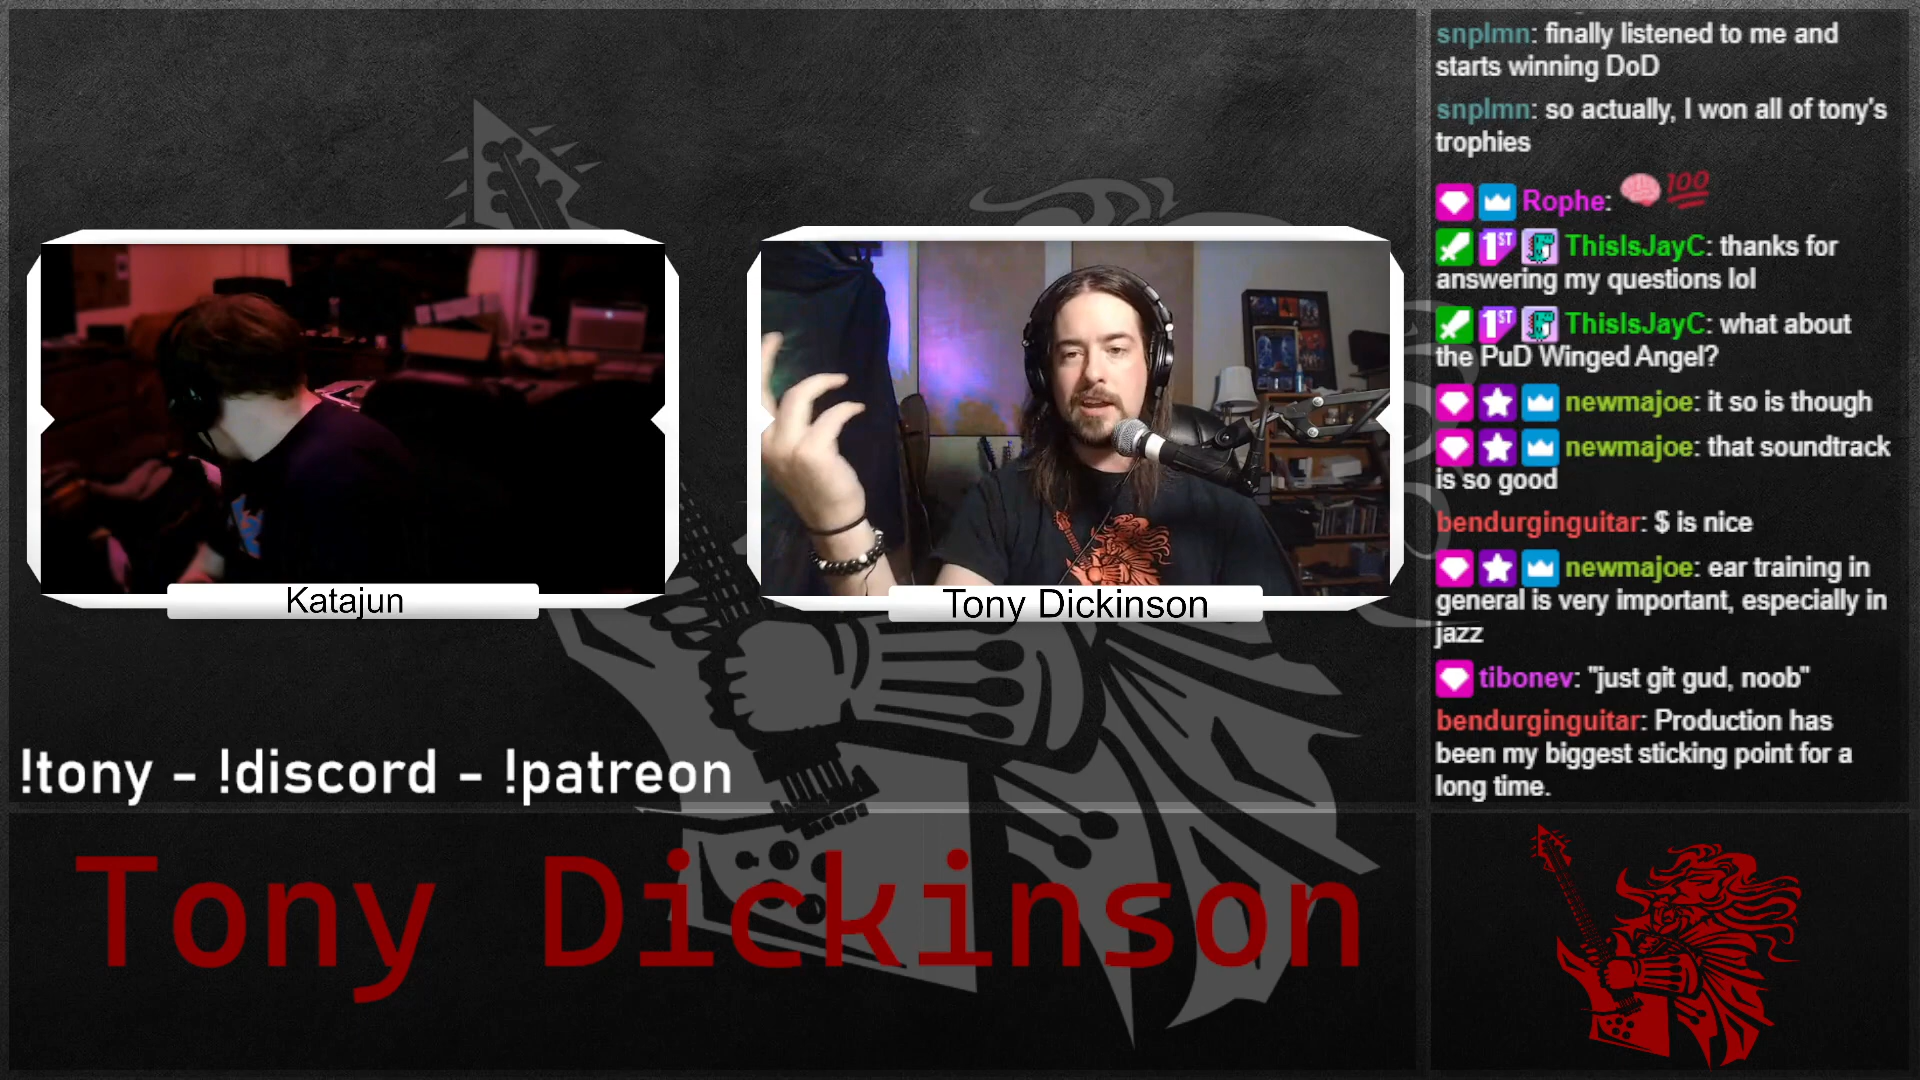 Katajun
Tony Dickinson
!tony - !discord - !patreon
Tony Dickinson
snplmn: finally listened to me and
starts winning DoD
snplmn: so actually, I won all of tony's
trophies
Rophe: 🧠💯
1ST ThisIsJayC: thanks for
answering my questions lol
1ST ThisIsJayC: what about
the PuD Winged Angel?
newmajoe: it so is though
newmajoe: that soundtrack
is so good
bendurginguitar: $ is nice
newmajoe: ear training in
general is very important, especially in
jazz
tibonev: "just git gud, noob"
bendurginguitar: Production has
been my biggest sticking point for a
long time.